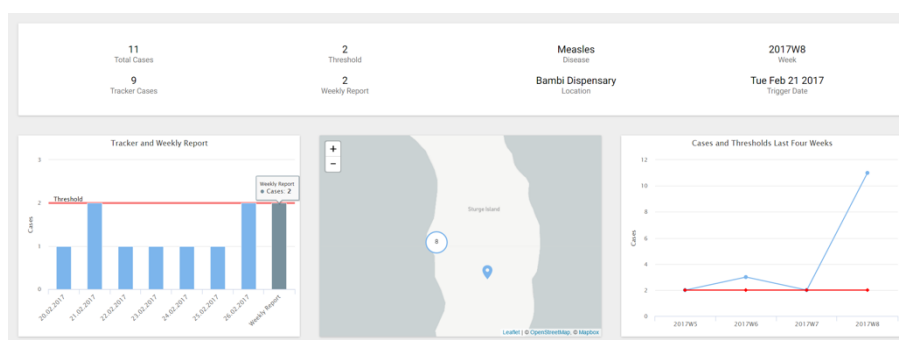 11
Total Cases
2
Threshold
Measles
Disease
2017W8
Week
9
Tracker Cases
2
Weekly Report
Bambi Dispensary
Location
Tue Feb 21 2017
Trigger Date
Tracker and Weekly Report
3
2
1
0
Cases
Threshold
Weekly Report
Cases: 2
20.02.2017
21.02.2017
22.02.2017
23.02.2017
24.02.2017
25.02.2017
26.02.2017
Weekly Report
+
−
Sturge Island
8
Leaflet | © OpenStreetMap, © Mapbox
Cases and Thresholds Last Four Weeks
12
10
8
6
4
2
0
Cases
2017W5
2017W6
2017W7
2017W8